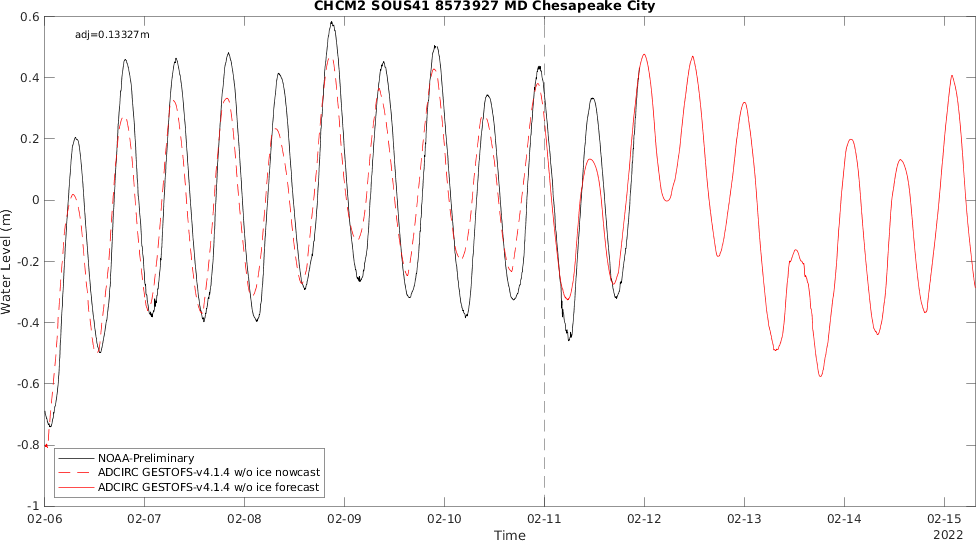 CHCM2 SOUS41 8573927 MD Chesapeake City
adj=0.13327m
0.6
0.4
0.2
0
-0.2
-0.4
-0.6
-0.8
-1
Water Level (m)
NOAA-Preliminary
ADCIRC GESTOFS-v4.1.4 w/o ice nowcast
ADCIRC GESTOFS-v4.1.4 w/o ice forecast
02-06 02-07 02-08 02-09 02-10 02-11 02-12 02-13 02-14 02-15
Time
2022